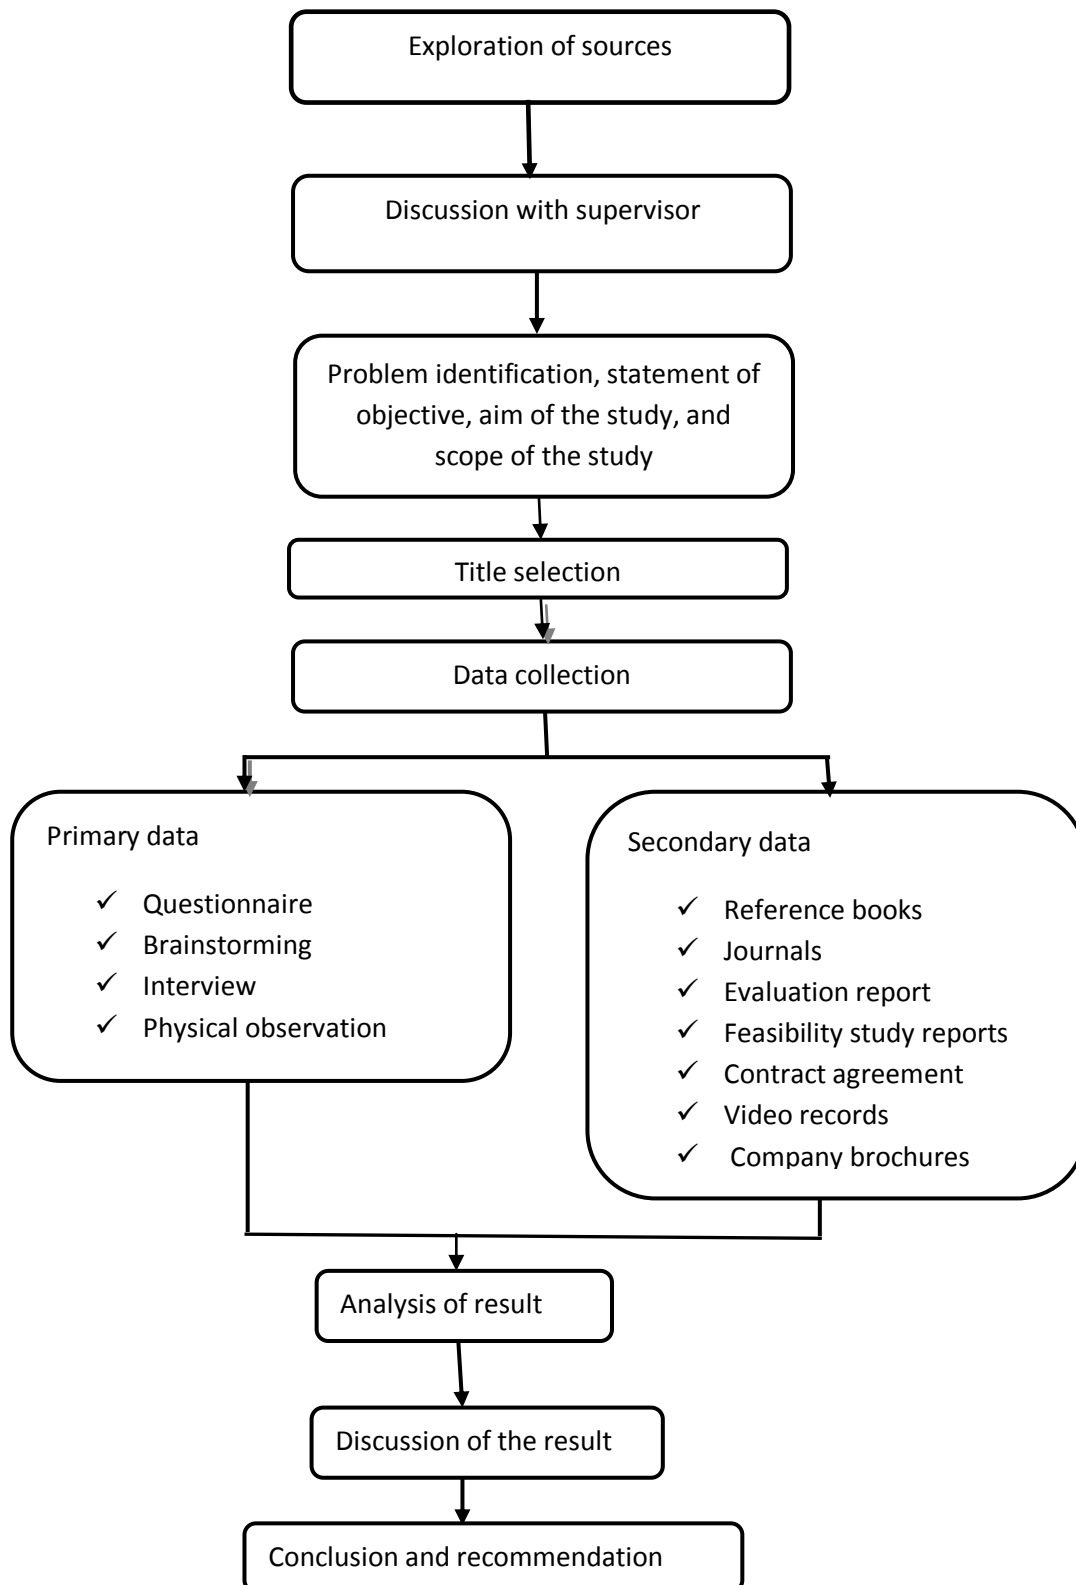 Exploration of sources
Discussion with supervisor
Problem identification, statement of
objective, aim of the study, and
scope of the study
Title selection
Data collection
Primary data
✓ Questionnaire
✓ Brainstorming
✓ Interview
✓ Physical observation
Secondary data
✓ Reference books
✓ Journals
✓ Evaluation report
✓ Feasibility study reports
✓ Contract agreement
✓ Video records
✓ Company brochures
Analysis of result
Discussion of the result
Conclusion and recommendation